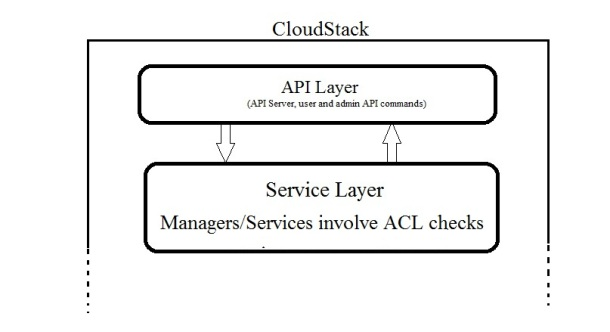 CloudStack
API Layer
(API Server, user and admin API commands)
Service Layer
Managers/Services involve ACL checks